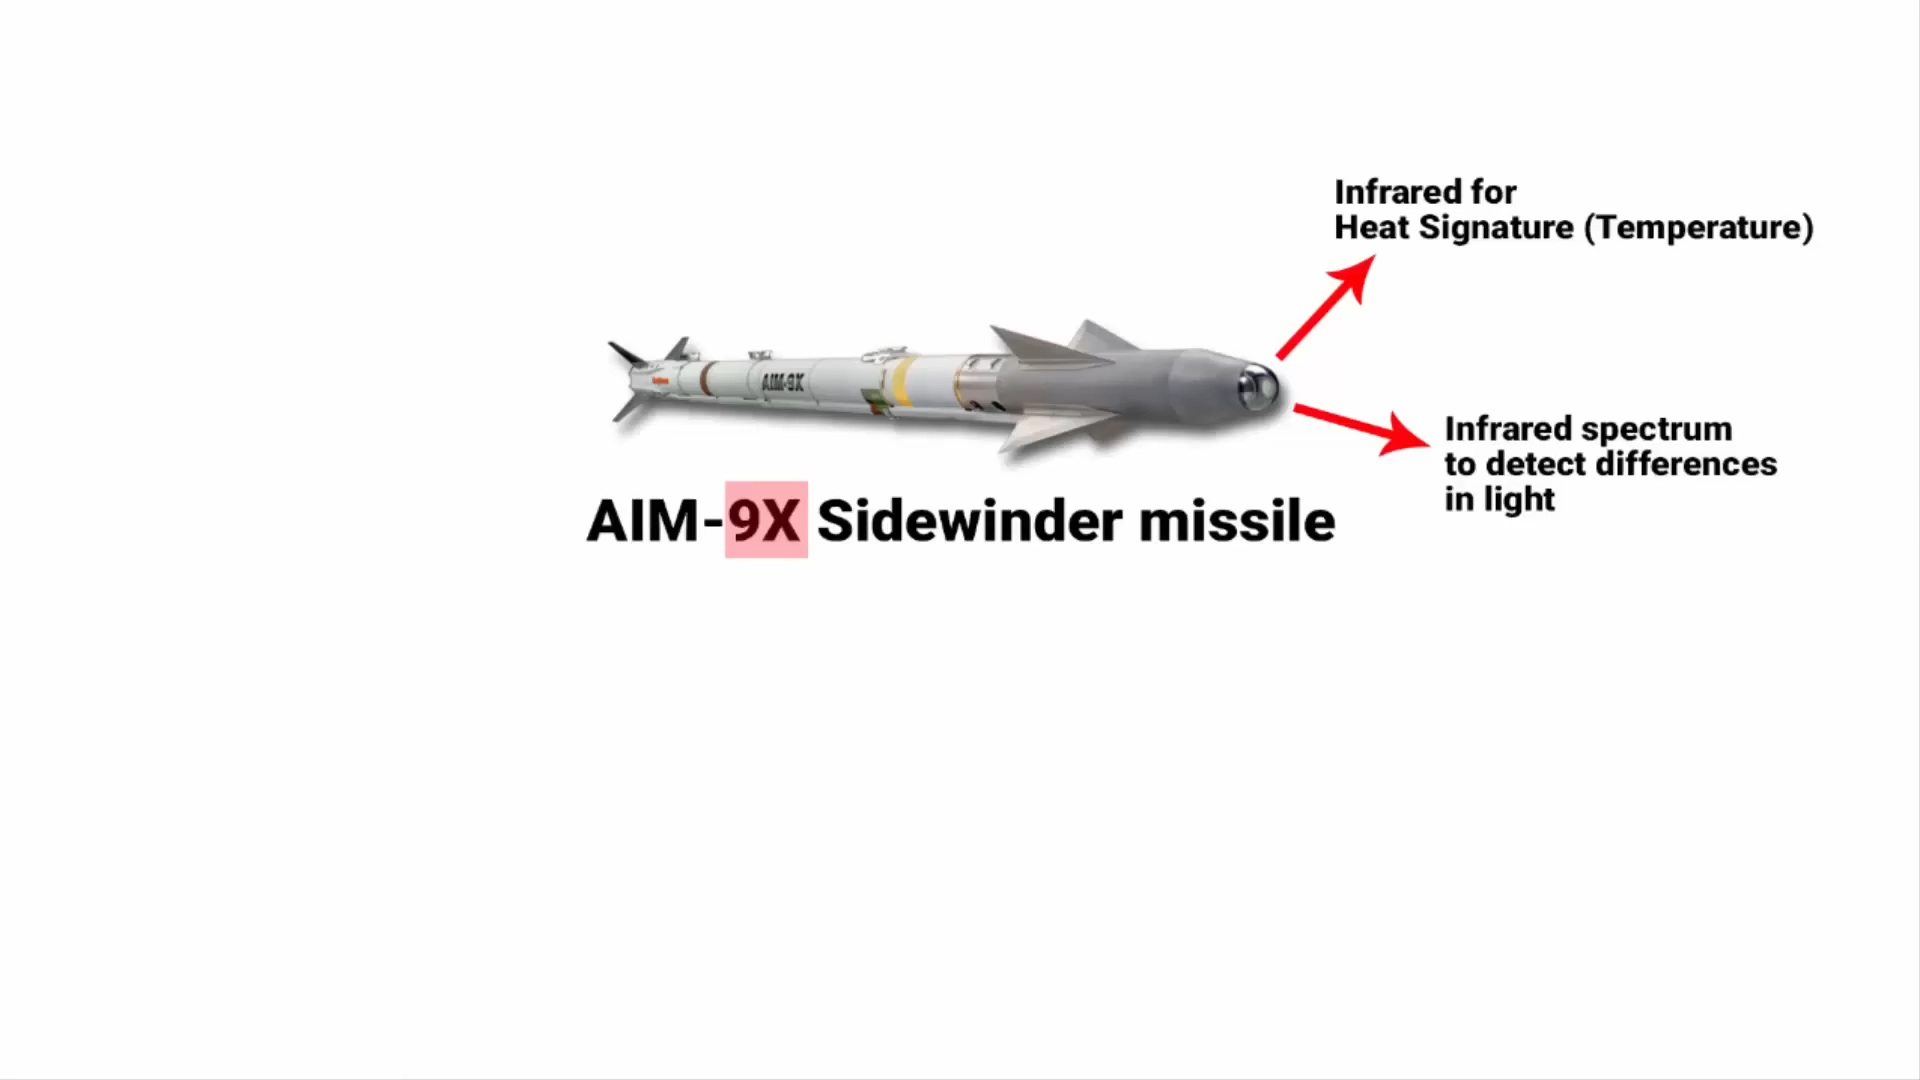 Infrared for
Heat Signature (Temperature)
AIM-9X
Infrared spectrum
to detect differences
in light
AIM-9X Sidewinder missile